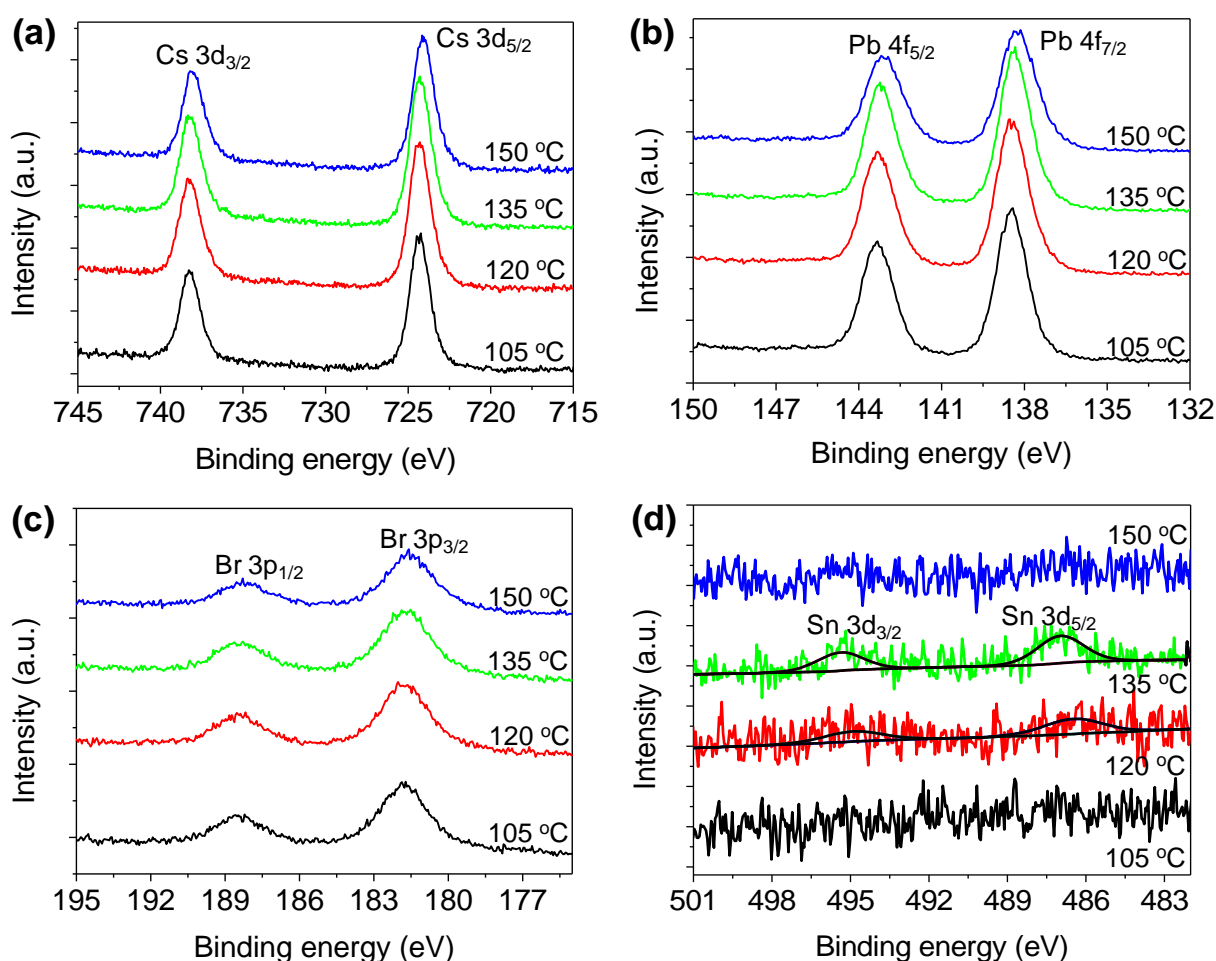 (a)
Cs 3d3/2
Cs 3d5/2
150 ºC
135 ºC
120 ºC
105 ºC
Intensity (a.u.)
745 740 735 730 725 720 715
Binding energy (eV)
(b)
Pb 4f5/2
Pb 4f7/2
150 ºC
135 ºC
120 ºC
105 ºC
Intensity (a.u.)
150 147 144 141 138 135 132
Binding energy (eV)
(c)
Br 3p1/2
Br 3p3/2
150 ºC
135 ºC
120 ºC
105 ºC
Intensity (a.u.)
195 192 189 186 183 180 177
Binding energy (eV)
(d)
150 ºC
Sn 3d3/2
Sn 3d5/2
135 ºC
120 ºC
105 ºC
Intensity (a.u.)
501 498 495 492 489 486 483
Binding energy (eV)